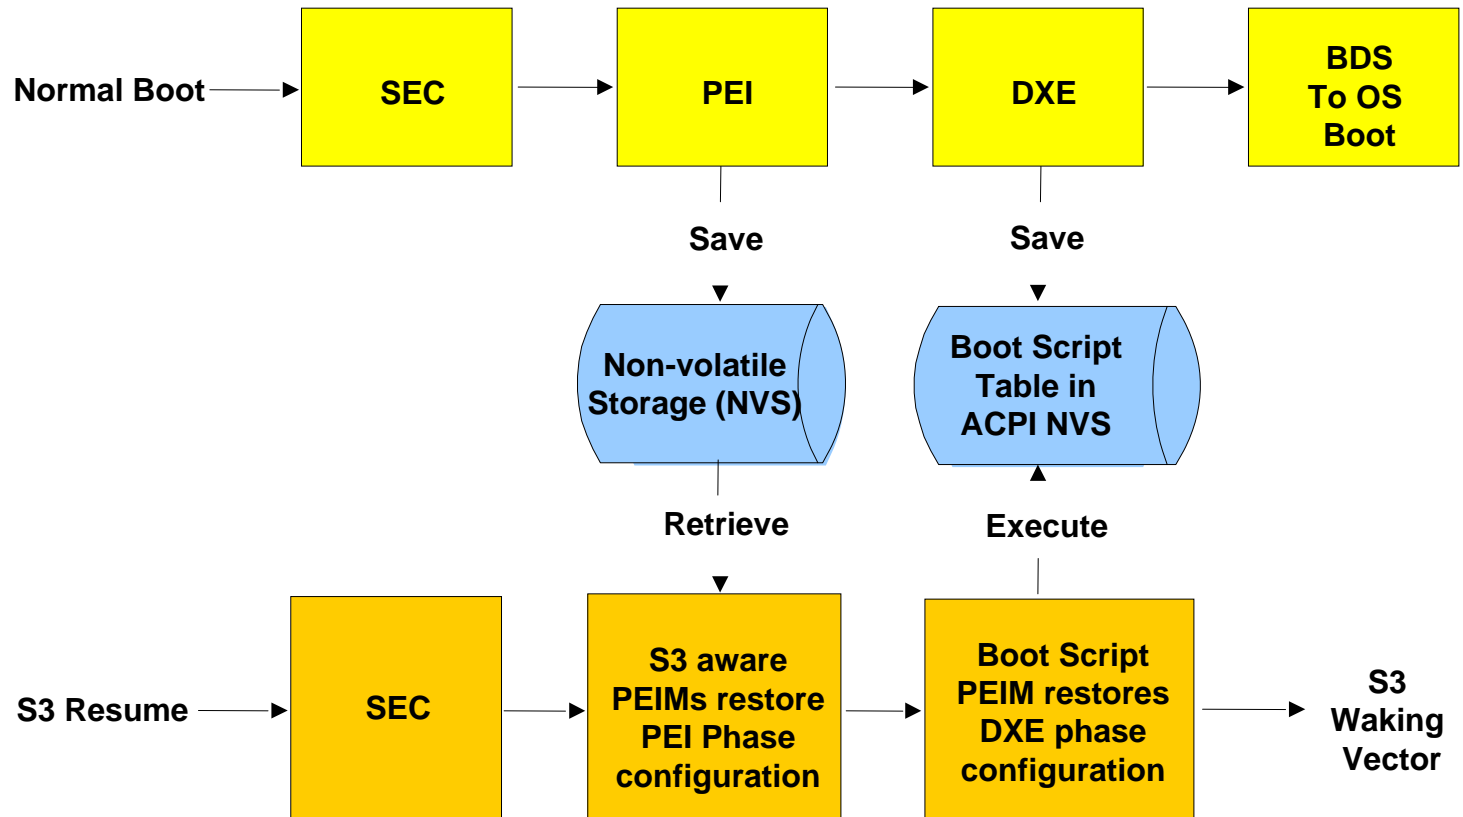 Normal Boot
SEC
PEI
DXE
BDS
To OS
Boot
Save
Save
Non-volatile
Storage (NVS)
Boot Script
Table in
ACPI NVS
Retrieve
Execute
S3 Resume
SEC
S3 aware
PEIMs restore
PEI Phase
configuration
Boot Script
PEIM restores
DXE phase
configuration
S3
Waking
Vector